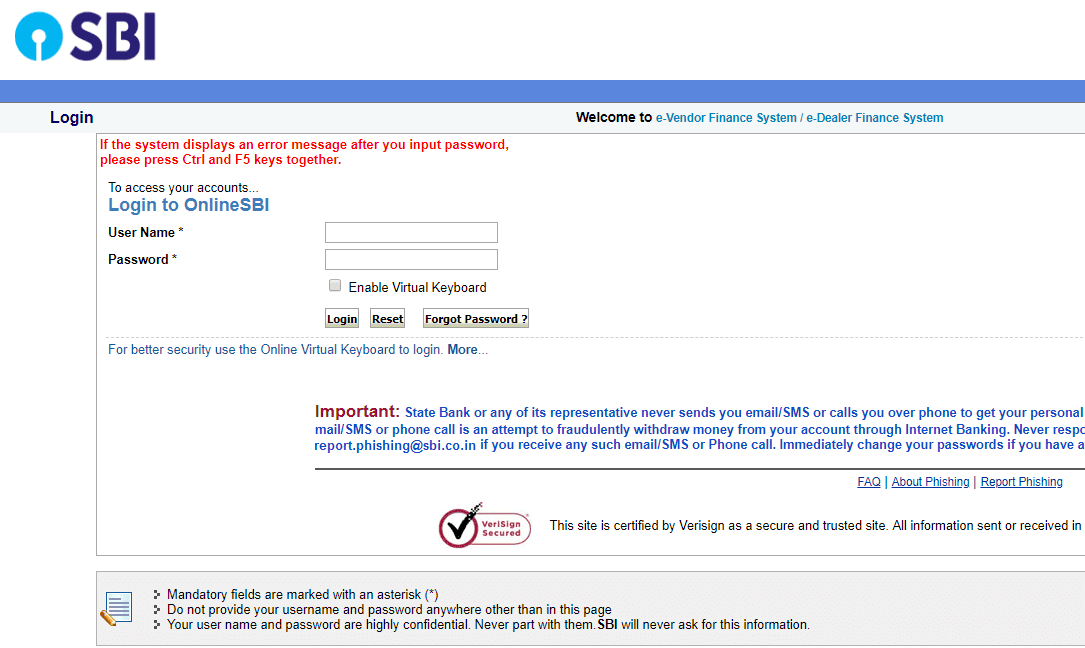 SBI
Login
Welcome to e-Vendor Finance System / e-Dealer Finance System
If the system displays an error message after you input password,
please press Ctrl and F5 keys together.
To access your accounts...
Login to OnlineSBI
User Name *
Password *
Enable Virtual Keyboard
Login Reset Forgot Password ?
For better security use the Online Virtual Keyboard to login. More...
Important: State Bank or any of its representative never sends you email/SMS or calls you over phone to get your personal
mail/SMS or phone call is an attempt to fraudulently withdraw money from your account through Internet Banking. Never respo
report.phishing@sbi.co.in if you receive any such email/SMS or Phone call. Immediately change your passwords if you have a
FAQ | About Phishing | Report Phishing
VeriSign
Secured
This site is certified by Verisign as a secure and trusted site. All information sent or received in
Mandatory fields are marked with an asterisk (*)
Do not provide your username and password anywhere other than in this page
Your user name and password are highly confidential. Never part with them.SBI will never ask for this information.